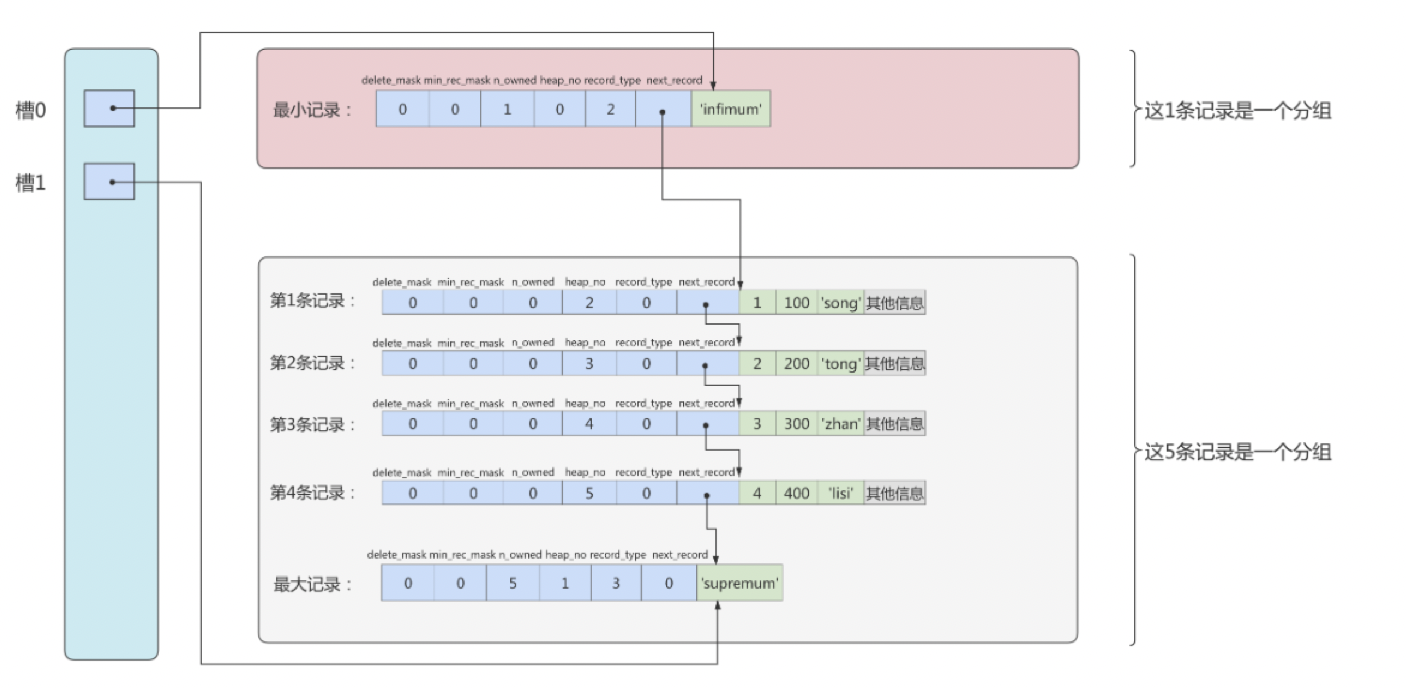 delete_mask min_rec_mask n_owned heap_no record_type next_record
槽0
最小记录：
0 0 1 0 2 'infimum'
这1条记录是一个分组
槽1
delete_mask min_rec_mask n_owned heap_no record_type next_record
第1条记录：
0 0 0 2 0 1 100 'song' 其他信息
delete_mask min_rec_mask n_owned heap_no record_type next_record
第2条记录：
0 0 0 3 0 2 200 'tong' 其他信息
delete_mask min_rec_mask n_owned heap_no record_type next_record
第3条记录：
0 0 0 4 0 3 300 'zhan' 其他信息
这5条记录是一个分组
delete_mask min_rec_mask n_owned heap_no record_type next_record
第4条记录：
0 0 0 5 0 4 400 'lisi' 其他信息
delete_mask min_rec_mask n_owned heap_no record_type next_record
最大记录：
0 0 5 1 3 0 'supremum'